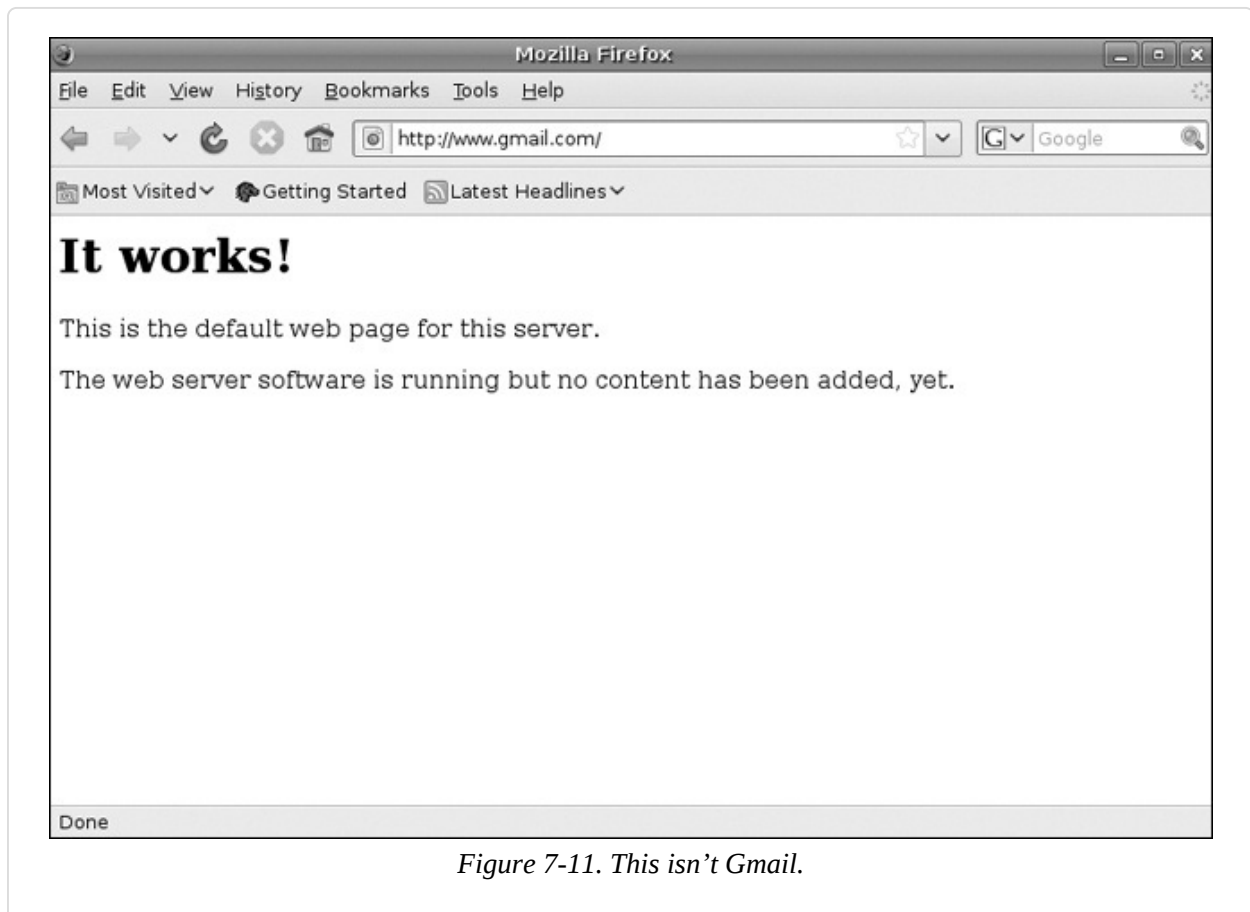 Mozilla Firefox
File Edit View History Bookmarks Tools Help
http://www.gmail.com/ G Google
Most Visited Getting Started Latest Headlines
It works!
This is the default web page for this server.
The web server software is running but no content has been added, yet.
Done
Figure 7-11. This isn’t Gmail.